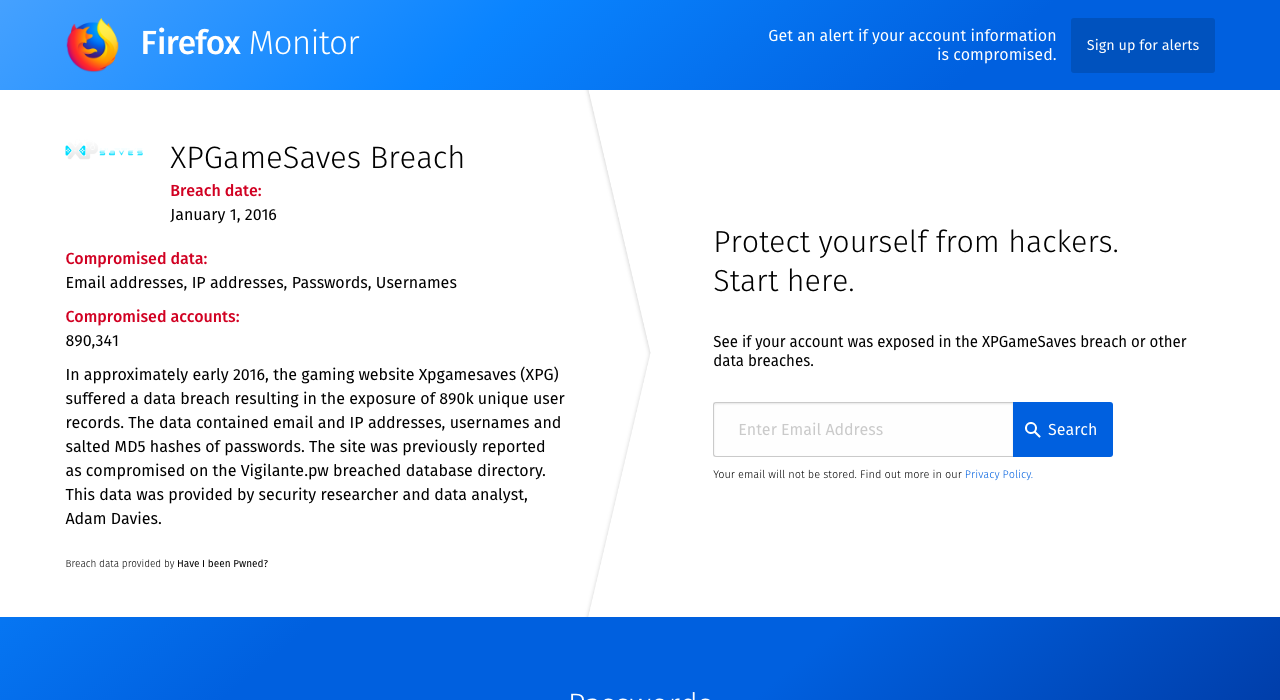 Firefox Monitor
Get an alert if your account information
is compromised.
Sign up for alerts
XPGameSaves Breach
Breach date:
January 1, 2016
Compromised data:
Email addresses, IP addresses, Passwords, Usernames
Compromised accounts:
890,341
In approximately early 2016, the gaming website Xpgamesaves (XPG)
suffered a data breach resulting in the exposure of 890k unique user
records. The data contained email and IP addresses, usernames and
salted MD5 hashes of passwords. The site was previously reported
as compromised on the Vigilante.pw breached database directory.
This data was provided by security researcher and data analyst,
Adam Davies.
Breach data provided by Have I been Pwned?
Protect yourself from hackers.
Start here.
See if your account was exposed in the XPGameSaves breach or other
data breaches.
Enter Email Address
Search
Your email will not be stored. Find out more in our Privacy Policy.
Passwords